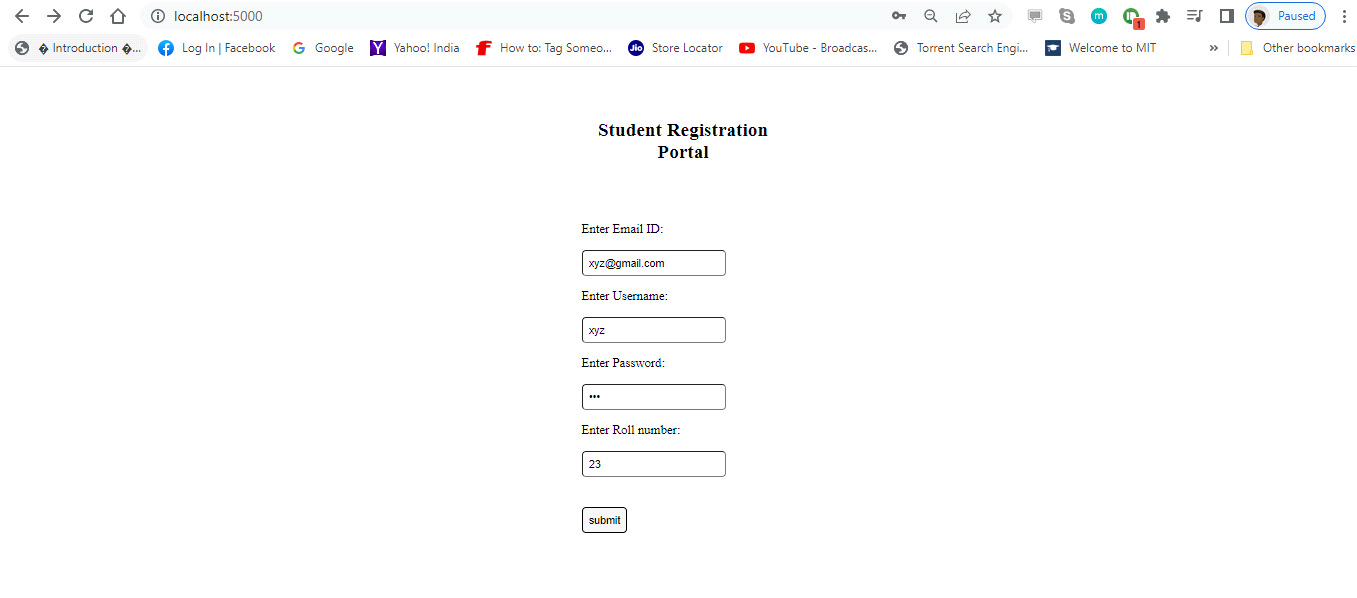 localhost:5000
Paused
� Introduction �... Log In | Facebook Google Yahoo! India How to: Tag Someo... Jio Store Locator YouTube - Broadcas... Torrent Search Engi... Welcome to MIT » Other bookmarks
1
Student Registration
Portal
Enter Email ID:
xyz@gmail.com
Enter Username:
xyz
Enter Password:
•••
Enter Roll number:
23
submit